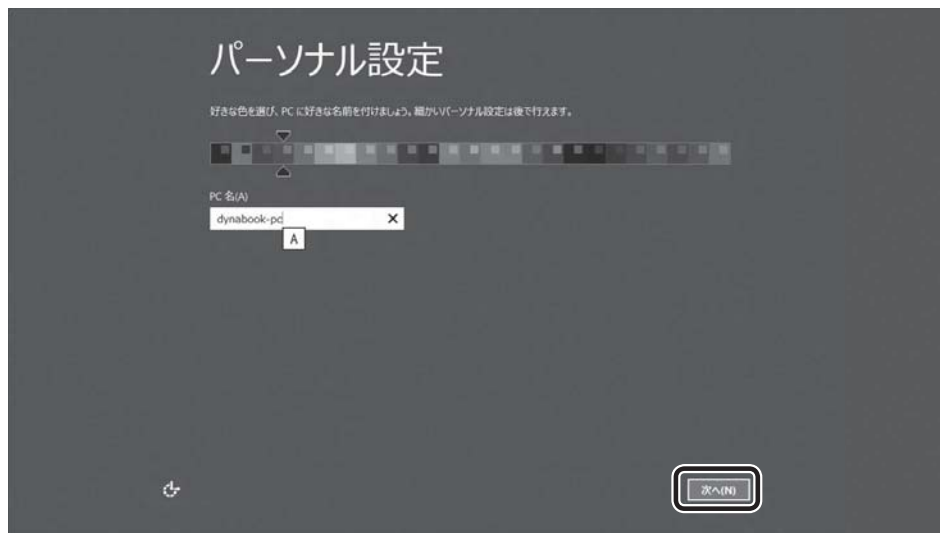 パーソナル設定
好きな色を選び、PC に好きな名前を付けましょう。細かいパーソナル設定は後で行えます。
PC 名(A)
dynabook-pc
A
次へ(N)